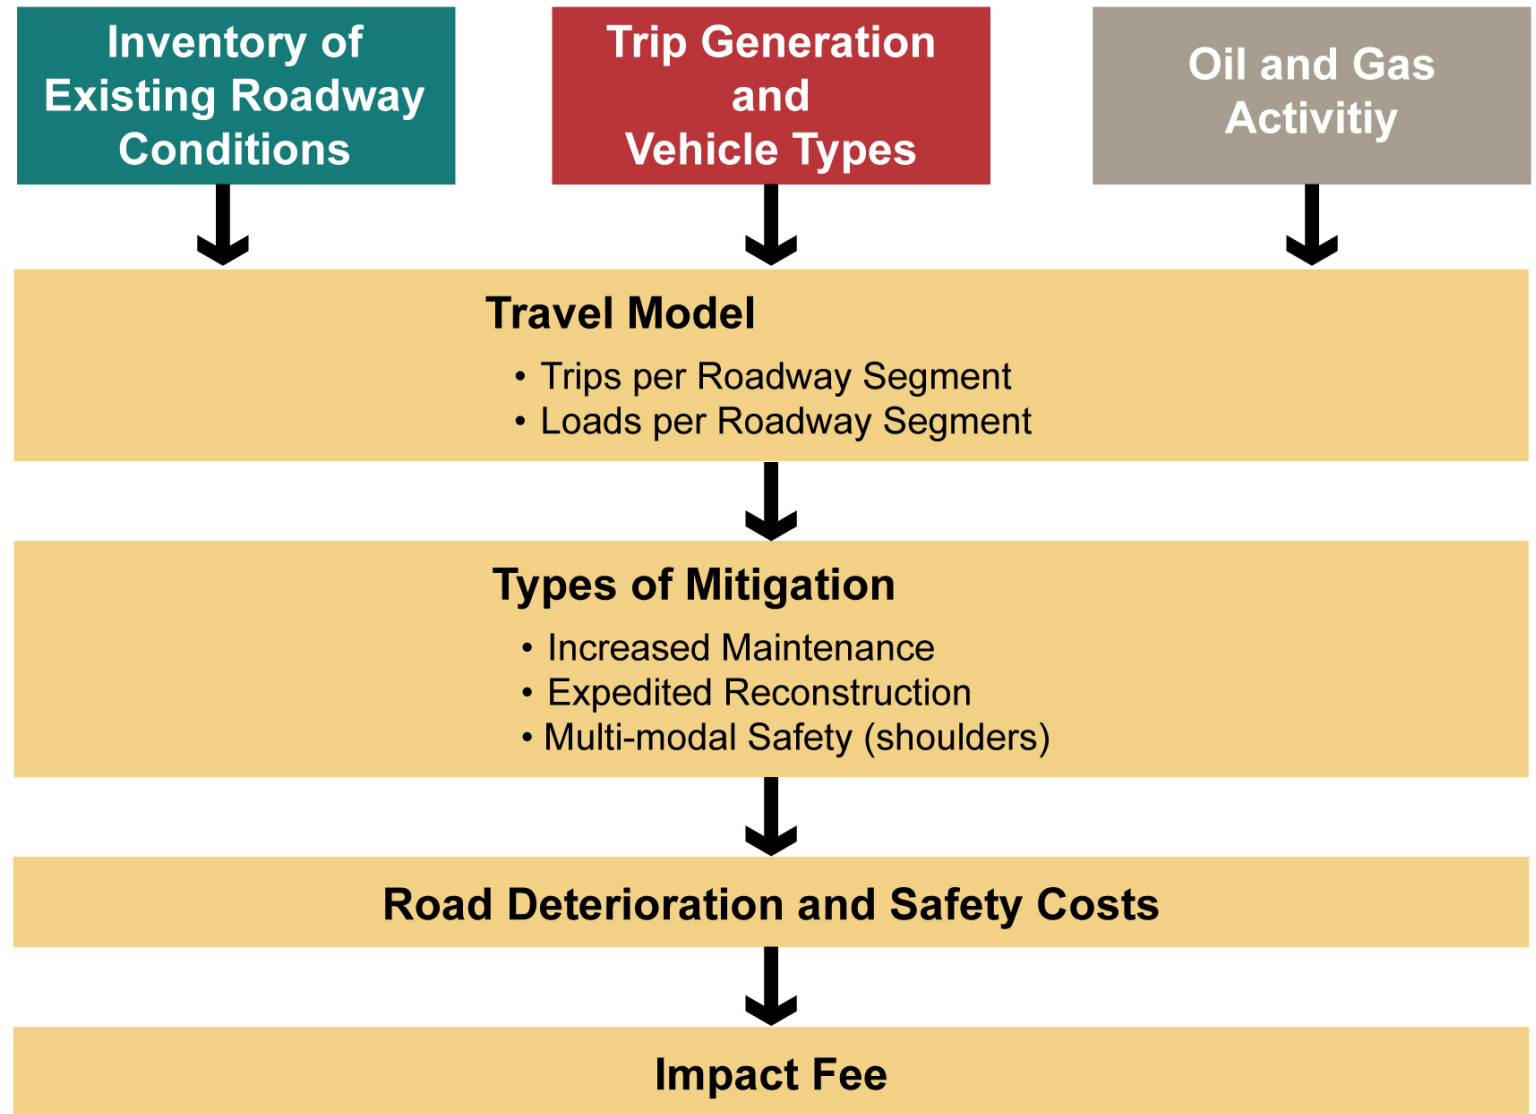 Inventory of
Existing Roadway
Conditions
Trip Generation
and
Vehicle Types
Oil and Gas
Activitiy
Travel Model
• Trips per Roadway Segment
• Loads per Roadway Segment
Types of Mitigation
• Increased Maintenance
• Expedited Reconstruction
• Multi-modal Safety (shoulders)
Road Deterioration and Safety Costs
Impact Fee